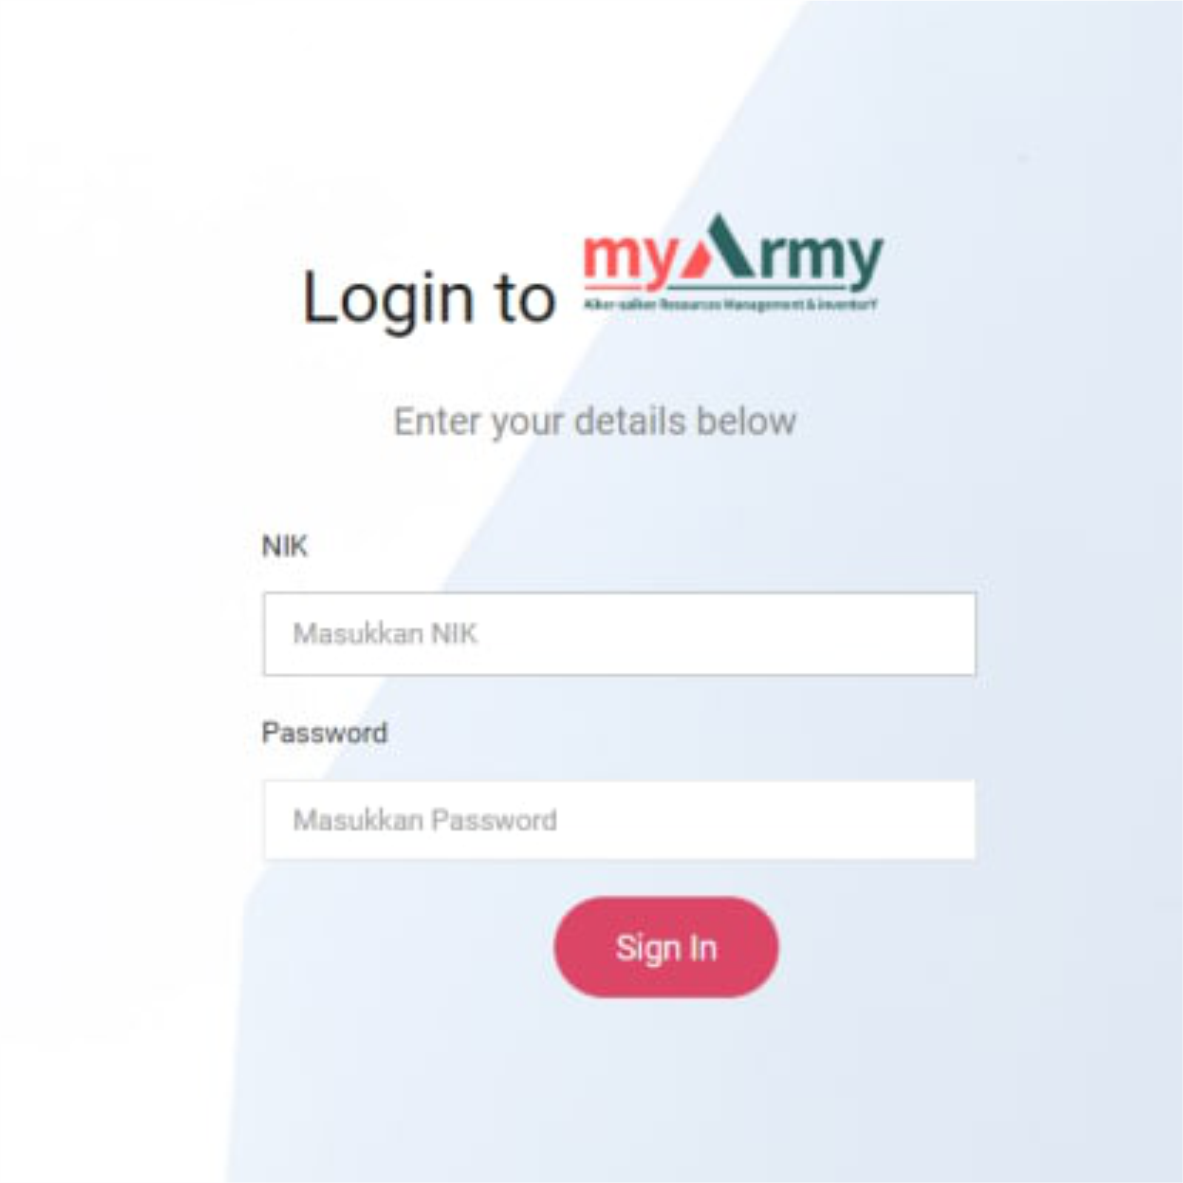 Login to myArmy
Alker-salker Resources Management & inventorY
Enter your details below
NIK
Masukkan NIK
Password
Masukkan Password
Sign In